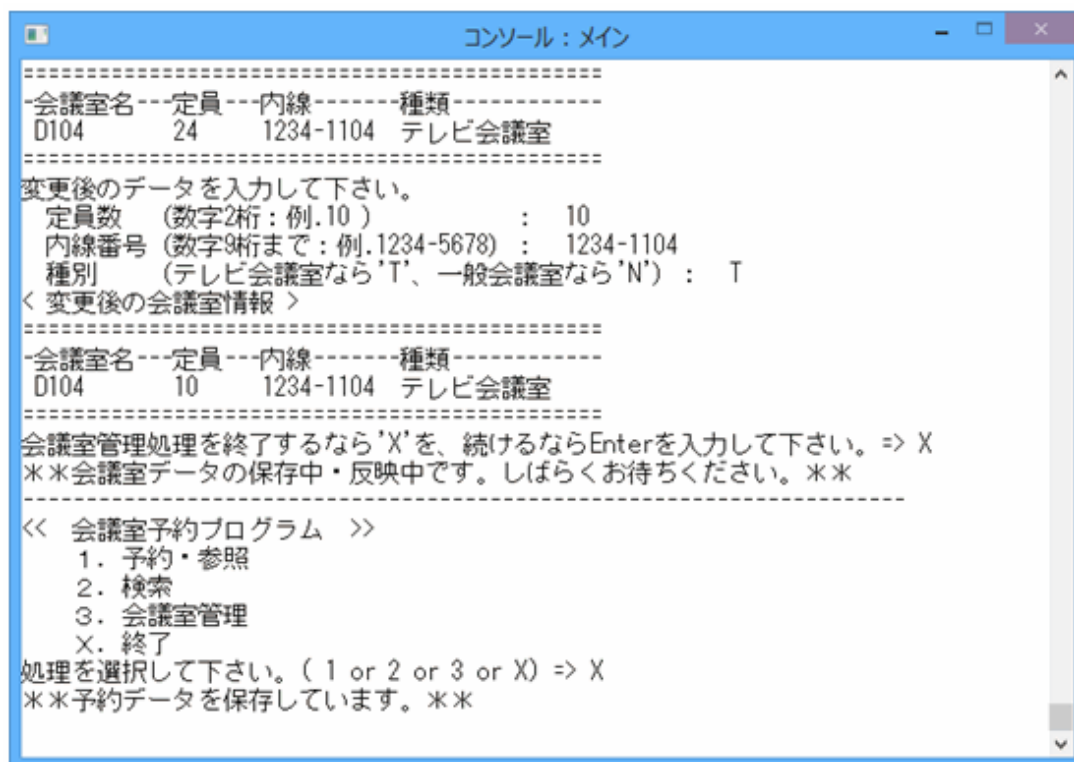 コンソール：メイン
==============================================
-会議室名---定員---内線-------種類------------
D104 24 1234-1104 テレビ会議室
==============================================
変更後のデータを入力して下さい。
定員数 (数字2桁：例.10 ) : 10
内線番号 (数字9桁まで：例.1234-5678) : 1234-1104
種別 (テレビ会議室なら'T'、一般会議室なら'N') : T
< 変更後の会議室情報 >
==============================================
-会議室名---定員---内線-------種類------------
D104 10 1234-1104 テレビ会議室
==============================================
会議室管理処理を終了するなら'X'を、続けるならEnterを入力して下さい。=> X
＊＊会議室データの保存中・反映中です。しばらくお待ちください。＊＊
----------------------------------------------------------------------
<< 会議室予約プログラム >>
１．予約・参照
２．検索
３．会議室管理
Ｘ．終了
処理を選択して下さい。( 1 or 2 or 3 or X) => X
＊＊予約データを保存しています。＊＊